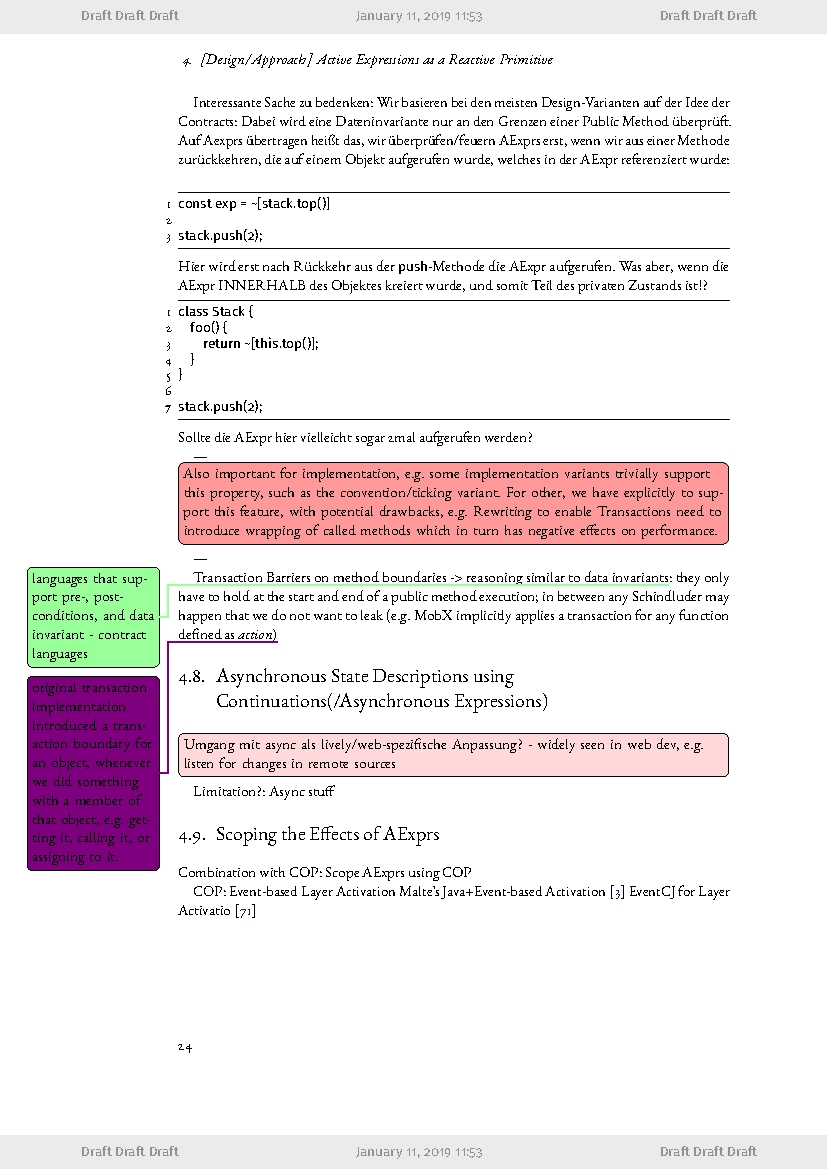 Draft Draft Draft January 11, 2019 11:53 Draft Draft Draft
4. [Design/Approach] Active Expressions as a Reactive Primitive
Interessante Sache zu bedenken: Wir basieren bei den meisten Design-Varianten auf der Idee der
Contracts: Dabei wird eine Dateninvariante nur an den Grenzen einer Public Method überprüft.
Auf Aexprs übertragen heißt das, wir überprüfen/feuern AExprs erst, wenn wir aus einer Methode
zurückkehren, die auf einem Objekt aufgerufen wurde, welches in der AExpr referenziert wurde:
1 const exp = ~[stack.top()]
2
3 stack.push(2);
Hier wird erst nach Rückkehr aus der push-Methode die AExpr aufgerufen. Was aber, wenn die
AExpr INNERHALB des Objektes kreiert wurde, und somit Teil des privaten Zustands ist!?
1 class Stack {
2 foo() {
3 return ~[this.top()];
4 }
5 }
6
7 stack.push(2);
Sollte die AExpr hier vielleicht sogar 2mal aufgerufen werden?
—
Also important for implementation, e.g. some implementation variants trivially support
this property, such as the convention/ticking variant. For other, we have explicitly to sup-
port this feature, with potential drawbacks, e.g. Rewriting to enable Transactions need to
introduce wrapping of called methods which in turn has negative effects on performance.
—
Transaction Barriers on method boundaries -> reasoning similar to data invariants: they only
have to hold at the start and end of a public method execution; in between any Schindluder may
happen that we do not want to leak (e.g. MobX implicitly applies a transaction for any function
defined as action)
languages that sup-
port pre-, post-
conditions, and data
invariant - contract
languages
original transaction
implementation
introduced a trans-
action boundary for
an object, whenever
we did something
with a member of
that object, e.g. get-
ting it, calling it, or
assigning to it.
4.8. Asynchronous State Descriptions using
Continuations(/Asynchronous Expressions)
Umgang mit async als lively/web-spezifische Anpassung? - widely seen in web dev, e.g.
listen for changes in remote sources
Limitation?: Async stuff
4.9. Scoping the Effects of AExprs
Combination with COP: Scope AExprs using COP
COP: Event-based Layer Activation Malte's Java+Event-based Activation [3] EventCJ for Layer
Activatio [71]
24
Draft Draft Draft January 11, 2019 11:53 Draft Draft Draft